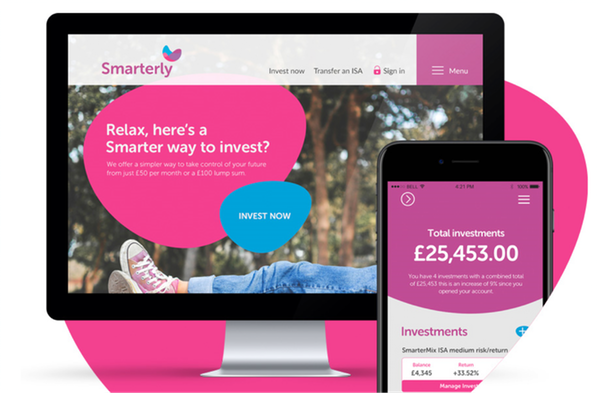 Smarterly
Invest now Transfer an ISA Sign in Menu
Relax, here's a
Smarter way to invest?
We offer a simpler way to take control of your future
from just £50 per month or a £100 lump sum.
INVEST NOW
BELL 4:21 PM 100%
Total investments
£25,453.00
You have 4 investments with a combined total
of £25,453 this is an increase of 9% since you
opened your account.
Investments
SmarterMix ISA medium risk/return
Balance Return
£4,345 +33.52%
Manage Invest